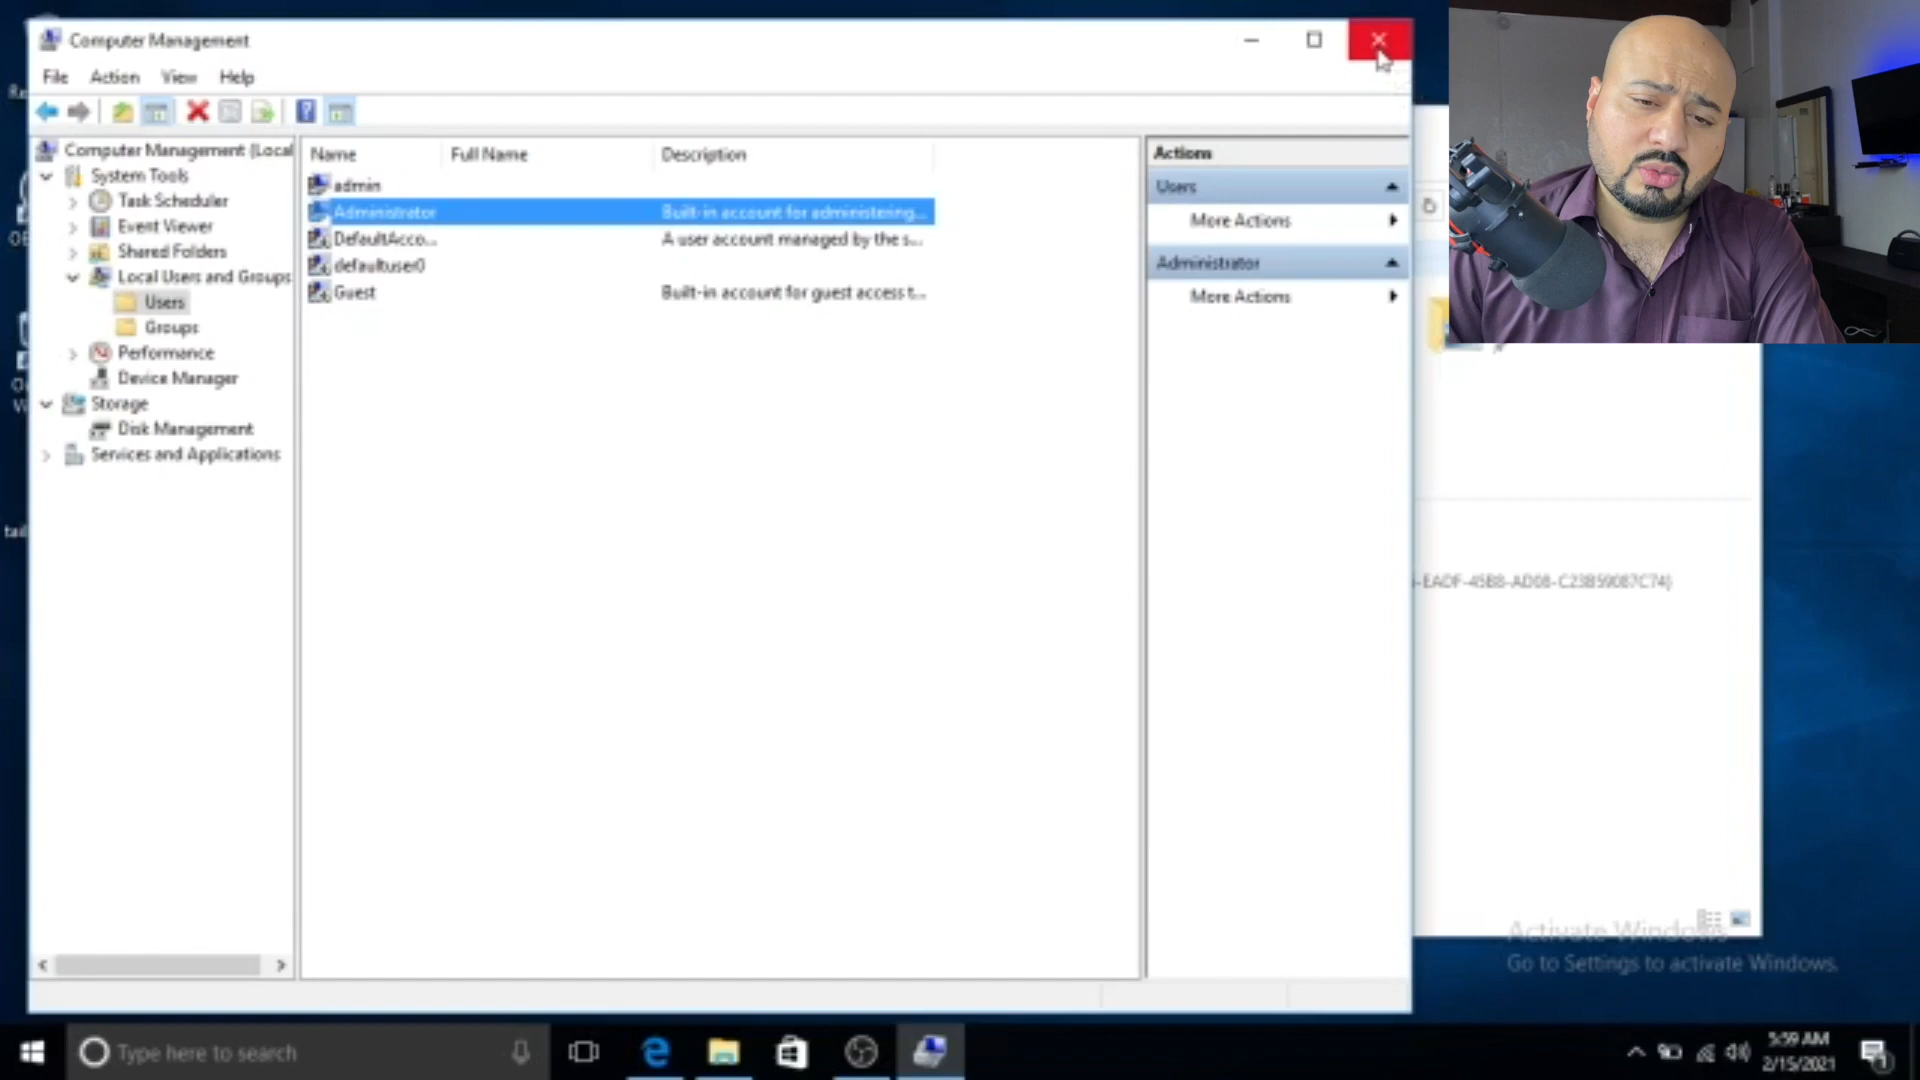 Computer Management
File Action View Help
Computer Management (Local
System Tools
Task Scheduler
Event Viewer
Shared Folders
Local Users and Groups
Users
Groups
Performance
Device Manager
Storage
Disk Management
Services and Applications
Name Full Name Description
admin
Administrator Built-in account for administering...
DefaultAcco... A user account managed by the s...
defaultuser0
Guest Built-in account for guest access t...
Actions
Users
More Actions
Administrator
More Actions
-EADF-45B8-AD08-C23B59087C74}
Activate Windows
Go to Settings to activate Windows.
Type here to search
5:59 AM
2/15/2021